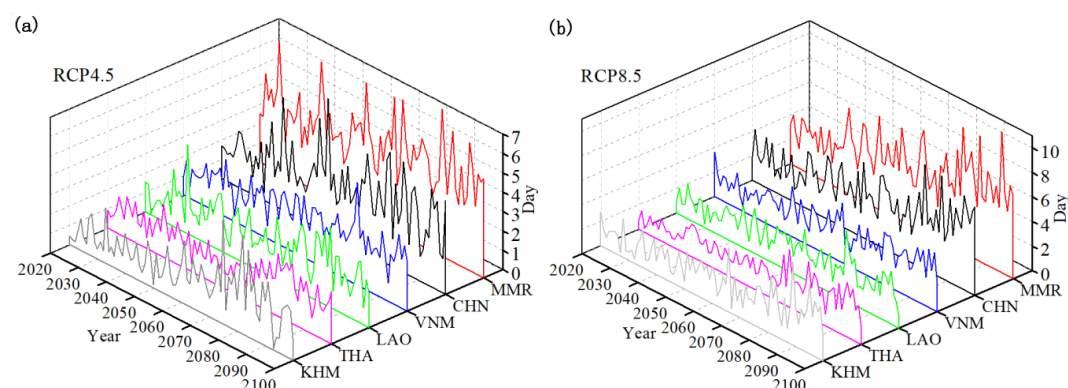 (a)
RCP4.5
7
6
5
4
3
2
1
0
Day
2020
2030
2040
2050
2060
2070
2080
2090
2100
Year
KHM
THA
LAO
VNM
CHN
MMR
(b)
RCP8.5
10
8
6
4
2
0
Day
2020
2030
2040
2050
2060
2070
2080
2090
2100
Year
KHM
THA
LAO
VNM
CHN
MMR